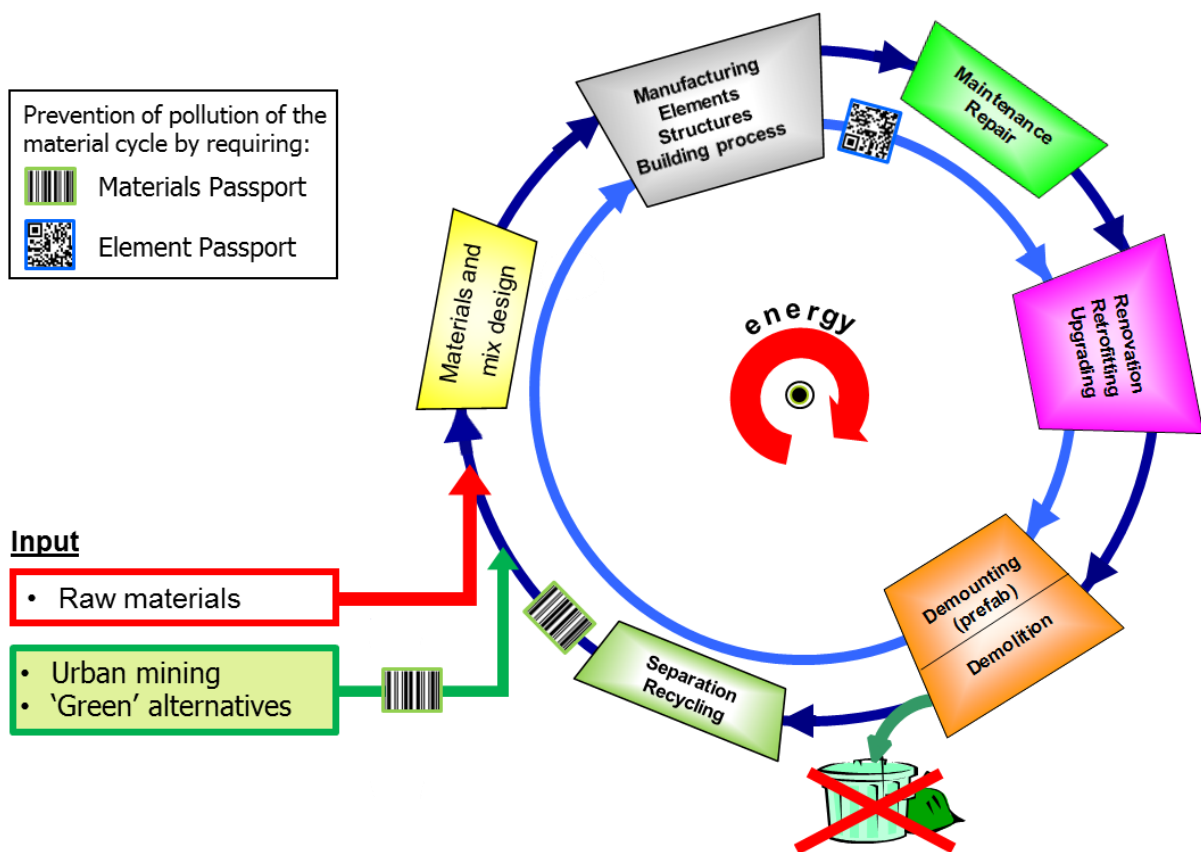 Prevention of pollution of the
material cycle by requiring:
Materials Passport
Element Passport
Manufacturing
Elements
Structures
Building process
Maintenance
Repair
Renovation
Retrofitting
Upgrading
Demounting
(prefab)
Demolition
Separation
Recycling
Materials and
mix design
energy
Input
• Raw materials
• Urban mining
• ‘Green’ alternatives